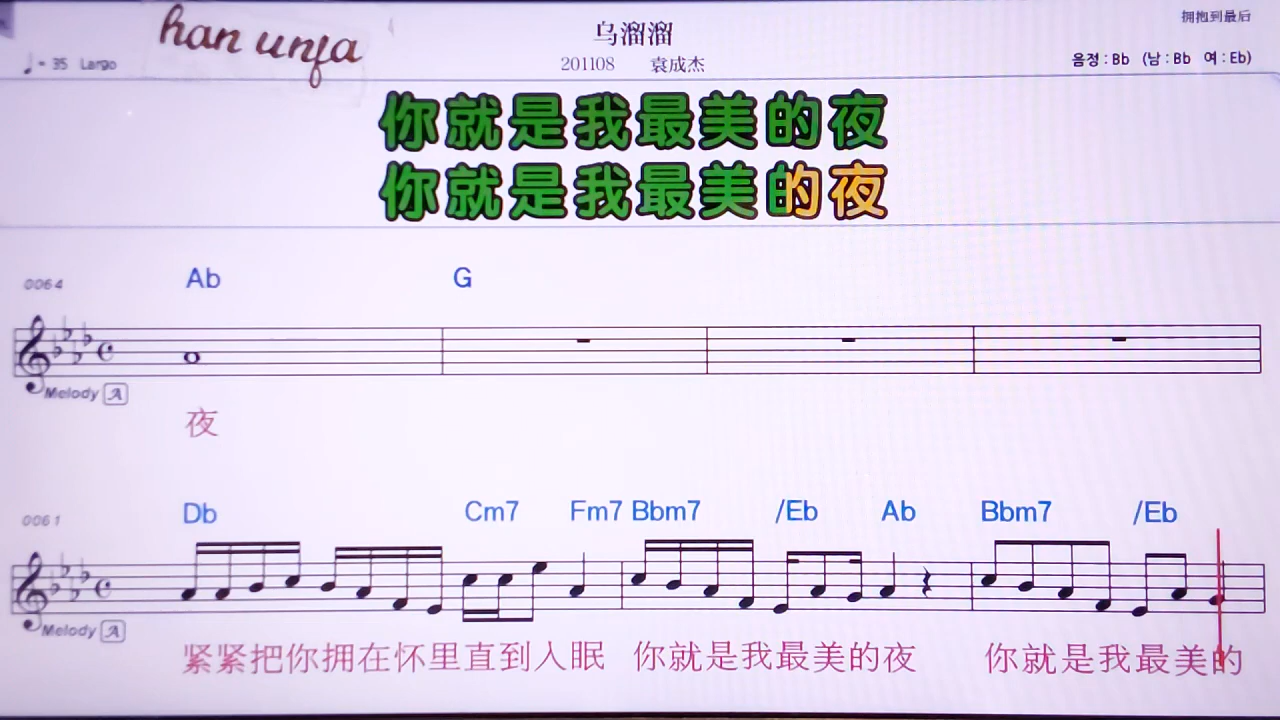 han unfa
乌溜溜
拥抱到最后
♩= 35 Largo
201108 袁成杰
음정 : Bb (남 : Bb 여 : Eb)
你就是我最美的夜
你就是我最美的夜
0064 Ab G
Melody A
夜
0061 Db Cm7 Fm7 Bbm7 /Eb Ab Bbm7 /Eb
Melody A
紧紧把你拥在怀里直到入眠 你就是我最美的夜 你就是我最美的